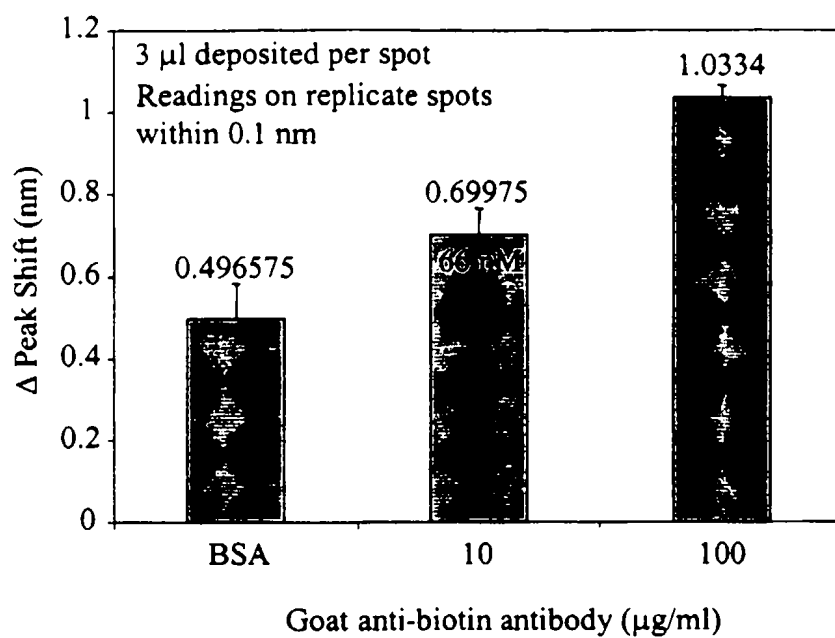 1.2
1
0.8
0.6
0.4
0.2
0
Δ Peak Shift (nm)
3 μl deposited per spot
Readings on replicate spots
within 0.1 nm
0.496575
0.69975
1.0334
66 nM
BSA
10
100
Goat anti-biotin antibody (μg/ml)